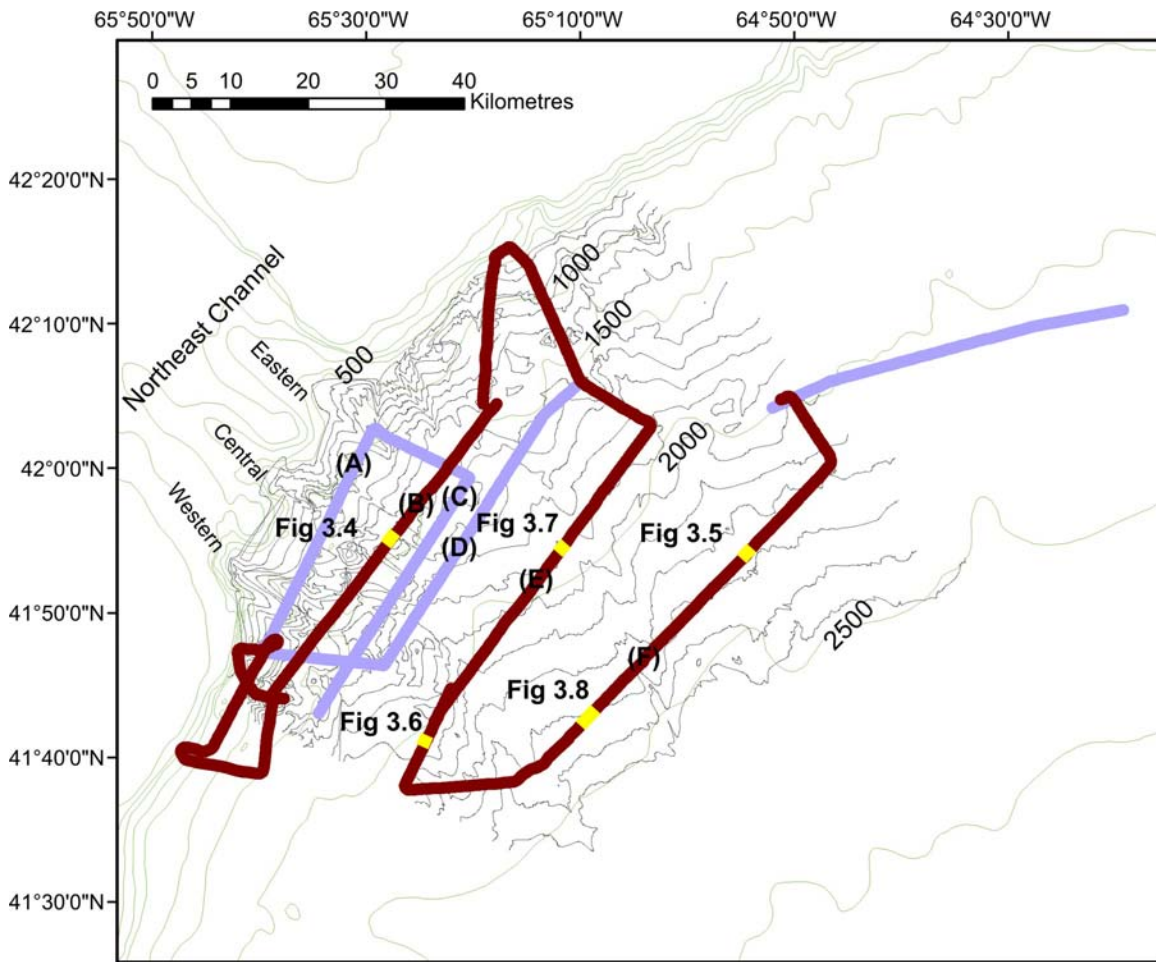 65°50'0"W 65°30'0"W 65°10'0"W 64°50'0"W 64°30'0"W
0 5 10 20 30 40
Kilometres
42°20'0"N
42°10'0"N
42°0'0"N
41°50'0"N
41°40'0"N
41°30'0"N
Northeast Channel
Eastern
Central
Western
500
1000
1500
2000
2500
(A)
(B)
(C)
(D)
(E)
(F)
Fig 3.4
Fig 3.7
Fig 3.5
Fig 3.8
Fig 3.6